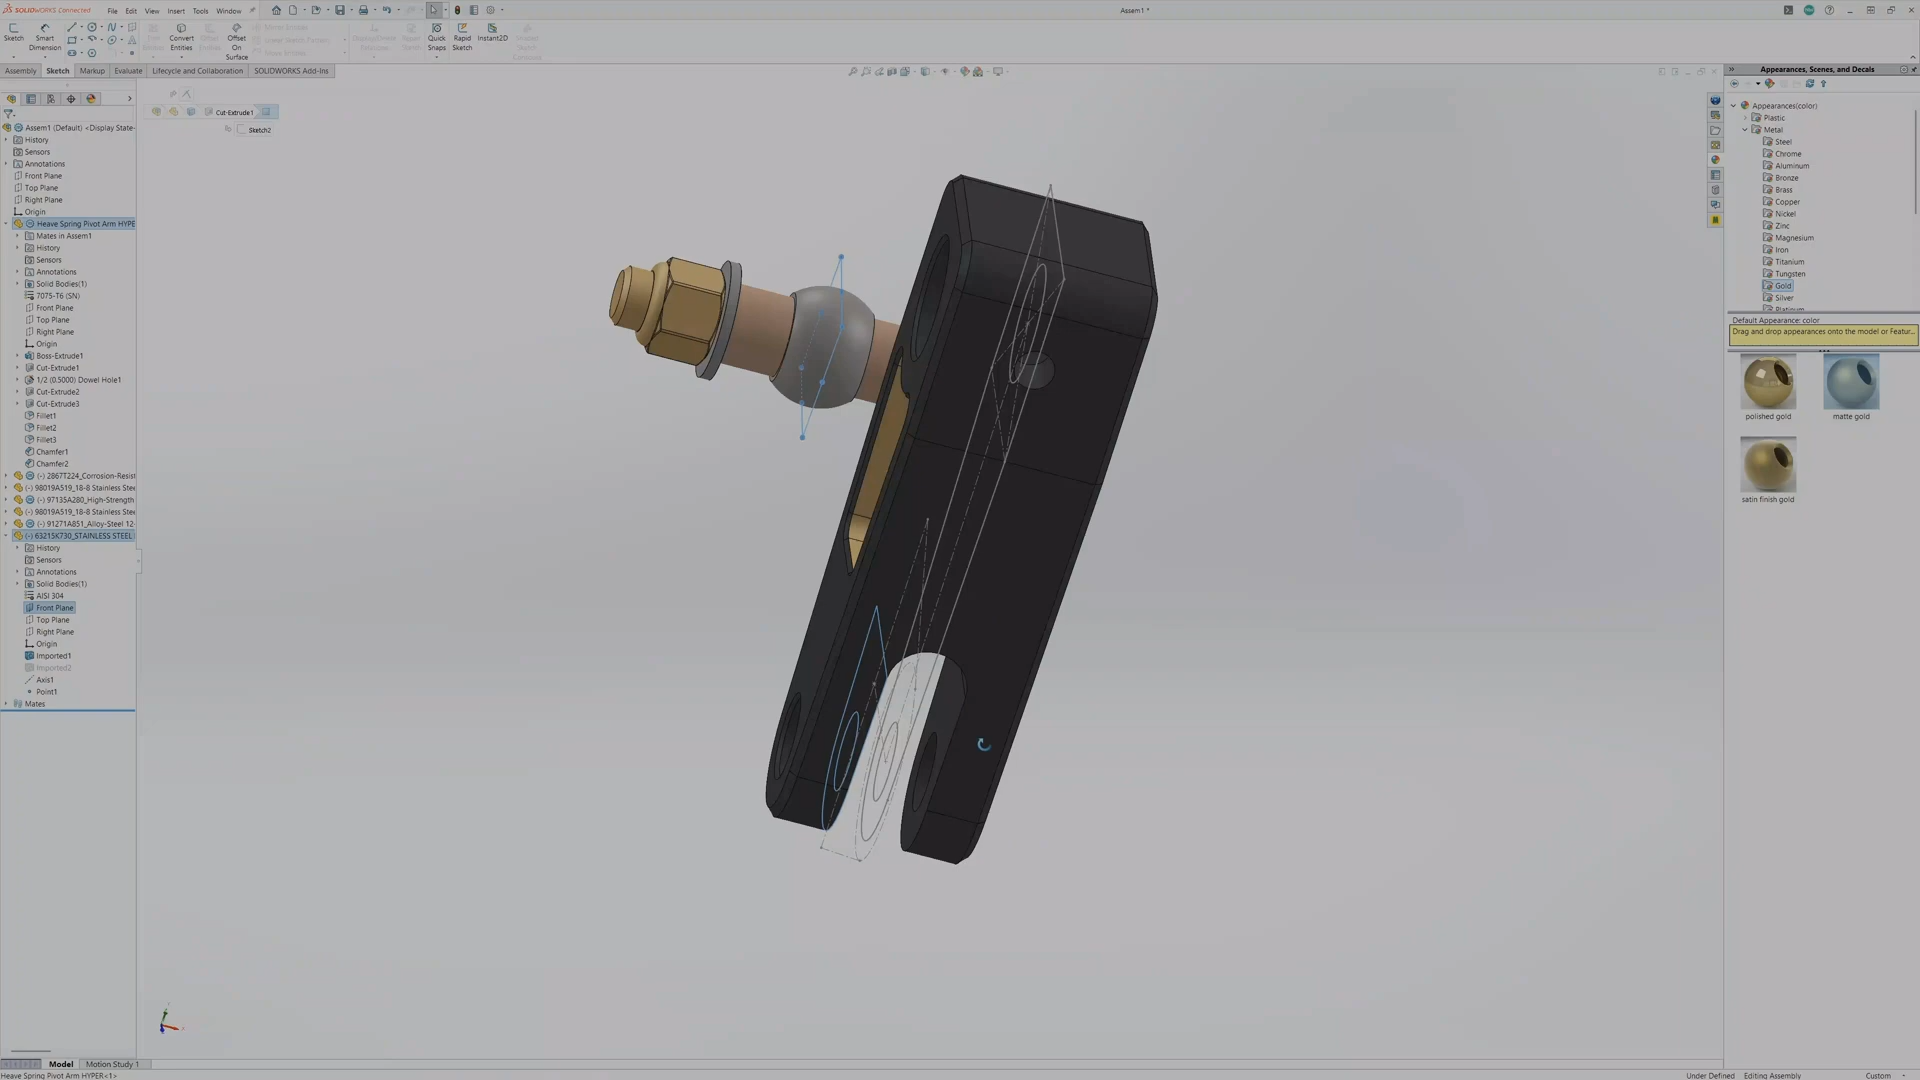 SOLIDWORKS Connected
File
Edit
View
Insert
Tools
Window
Assem1 *
Sketch
Smart
Dimension
Convert
Entities
Offset
On
Surface
Mirror Entities
Linear Sketch Pattern
Move Entities
Quick
Snaps
Rapid
Sketch
Instant2D
Assembly
Sketch
Markup
Evaluate
Lifecycle and Collaboration
SOLIDWORKS Add-Ins
Cut-Extrude1
Sketch2
Assem1 (Default) <Display State-
History
Sensors
Annotations
Front Plane
Top Plane
Right Plane
Origin
Heave Spring Pivot Arm HYPE
Mates in Assem1
History
Sensors
Annotations
Solid Bodies(1)
7075-T6 (SN)
Front Plane
Top Plane
Right Plane
Origin
Boss-Extrude1
Cut-Extrude1
1/2 (0.5000) Dowel Hole1
Cut-Extrude2
Cut-Extrude3
Fillet1
Fillet2
Fillet3
Chamfer1
Chamfer2
(-) 2867T224_Corrosion-Resist
(-) 98019A519_18-8 Stainless Stee
(-) 97135A280_High-Strength
(-) 98019A519_18-8 Stainless Stee
(-) 91271A851_Alloy-Steel 12-
(-) 63215K730_STAINLESS STEEL
History
Sensors
Annotations
Solid Bodies(1)
AISI 304
Front Plane
Top Plane
Right Plane
Origin
Imported1
Imported2
Axis1
Point1
Mates
Model
Motion Study 1
Heave Spring Pivot Arm HYPER<1>
Under Defined
Editing Assembly
Custom
Appearances, Scenes, and Decals
Appearances(color)
Plastic
Metal
Steel
Chrome
Aluminum
Bronze
Brass
Copper
Nickel
Zinc
Magnesium
Iron
Titanium
Tungsten
Gold
Silver
Platinum
Default Appearance: color
Drag and drop appearances onto the model or Featur...
polished gold
matte gold
satin finish gold